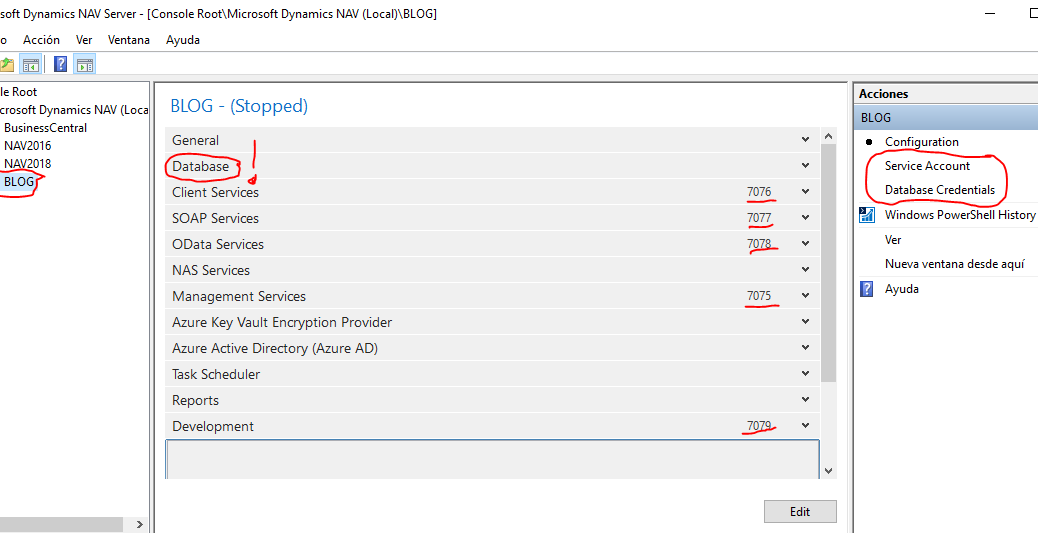 soft Dynamics NAV Server - [Console Root\Microsoft Dynamics NAV (Local)\BLOG]
o Acción Ver Ventana Ayuda
le Root
crosoft Dynamics NAV (Loca
BusinessCentral
NAV2016
NAV2018
BLOG
BLOG - (Stopped)
General
Database !
Client Services 7076
SOAP Services 7077
OData Services 7078
NAS Services
Management Services 7075
Azure Key Vault Encryption Provider
Azure Active Directory (Azure AD)
Task Scheduler
Reports
Development 7079
Edit
Acciones
BLOG
Configuration
Service Account
Database Credentials
Windows PowerShell History
Ver
Nueva ventana desde aquí
Ayuda